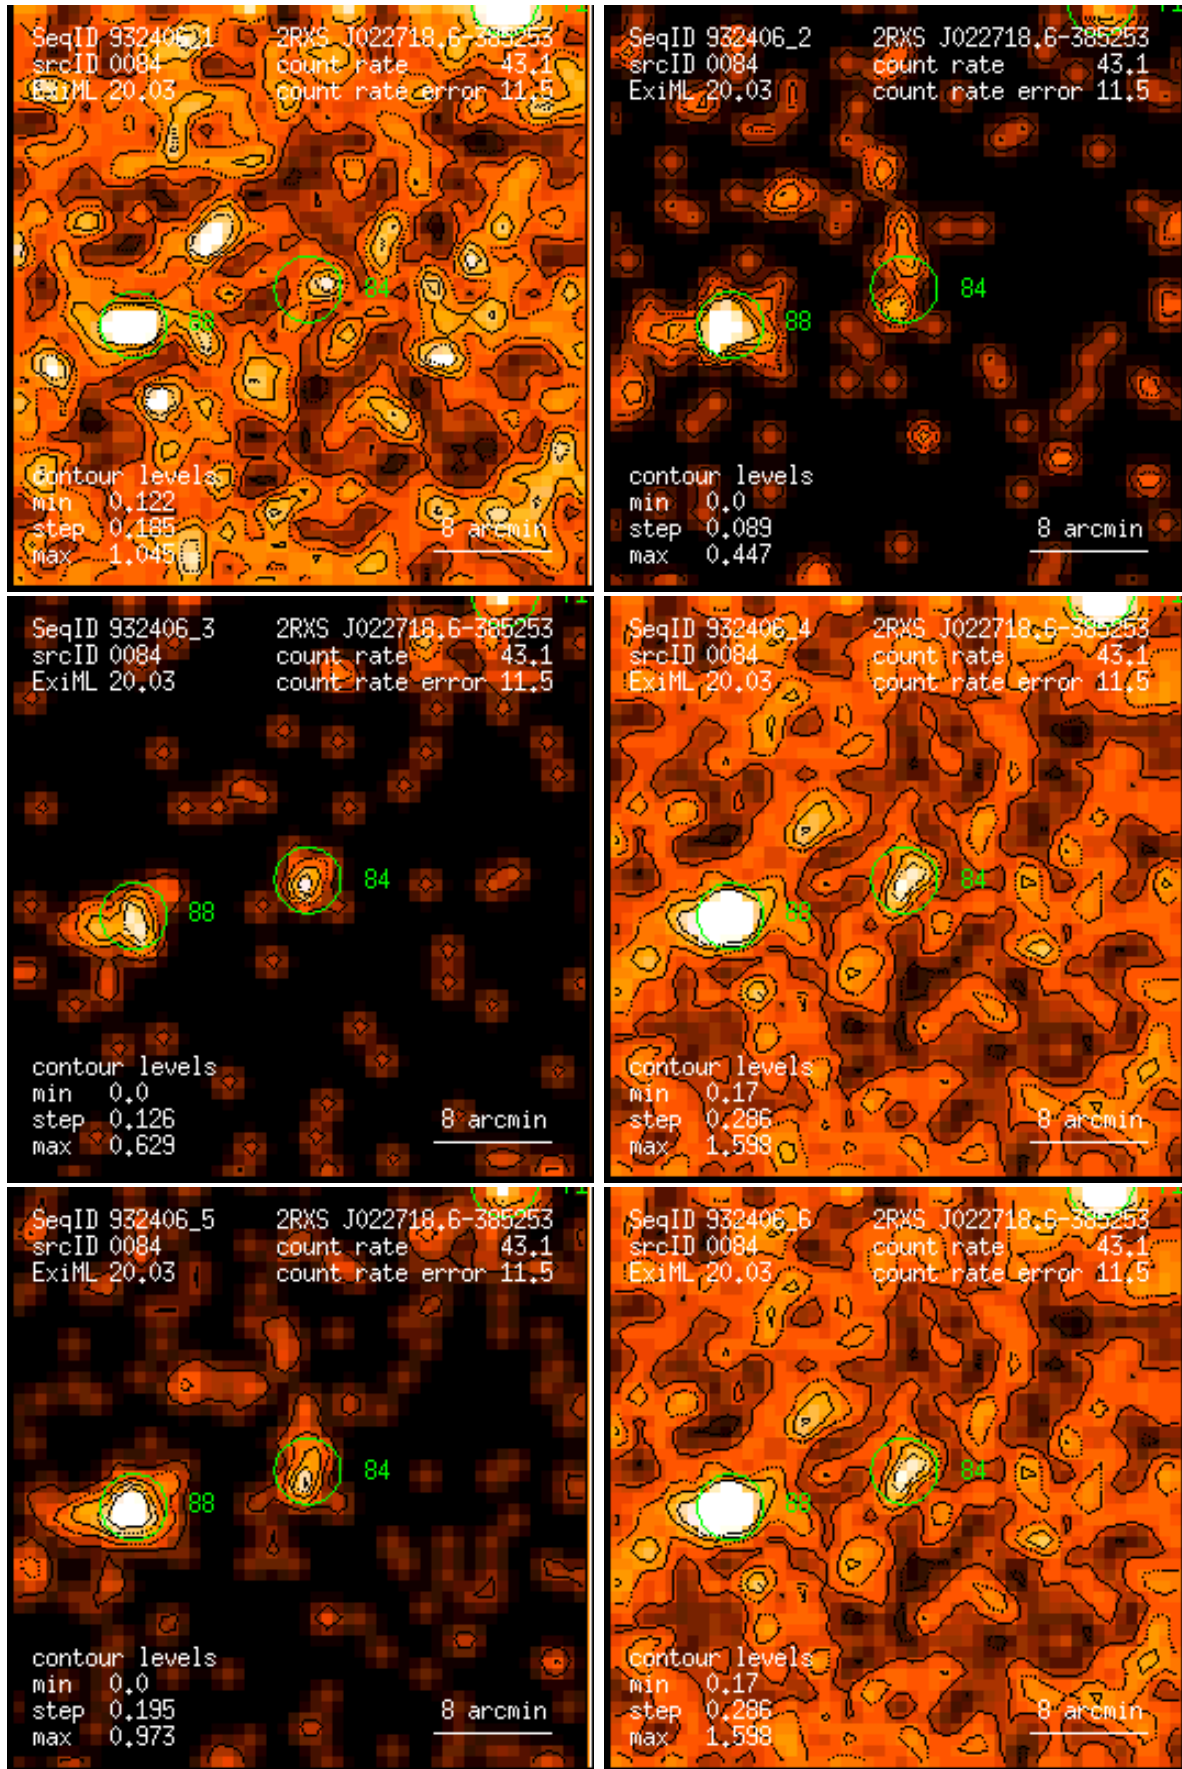 SeqID 932406_1 2RXS J022718.6-385253
srcID 0084 count rate 43.1
ExiML 20.03 count rate error 11.5
84
88
contour levels
min 0.122
step 0.185 8 arcmin
max 1.045
SeqID 932406_2 2RXS J022718.6-385253
srcID 0084 count rate 43.1
ExiML 20.03 count rate error 11.5
84
88
contour levels
min 0.0
step 0.089 8 arcmin
max 0.447
SeqID 932406_3 2RXS J022718.6-385253
srcID 0084 count rate 43.1
ExiML 20.03 count rate error 11.5
84
88
contour levels
min 0.0
step 0.126 8 arcmin
max 0.629
SeqID 932406_4 2RXS J022718.6-385253
srcID 0084 count rate 43.1
ExiML 20.03 count rate error 11.5
84
88
contour levels
min 0.17
step 0.286 8 arcmin
max 1.598
SeqID 932406_5 2RXS J022718.6-385253
srcID 0084 count rate 43.1
ExiML 20.03 count rate error 11.5
84
88
contour levels
min 0.0
step 0.195 8 arcmin
max 0.973
SeqID 932406_6 2RXS J022718.6-385253
srcID 0084 count rate 43.1
ExiML 20.03 count rate error 11.5
84
88
contour levels
min 0.17
step 0.286 8 arcmin
max 1.598